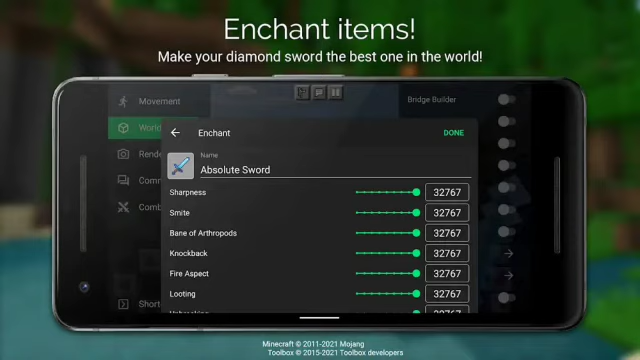 Enchant items!
Make your diamond sword the best one in the world!
Movement
Bridge Builder
World
Enchant
DONE
Name
Absolute Sword
Sharpness
32767
Smite
32767
Bane of Arthropods
32767
Knockback
32767
Fire Aspect
32767
Looting
32767
Minecraft © 2011-2021 Mojang
Toolbox © 2015-2021 Toolbox developers